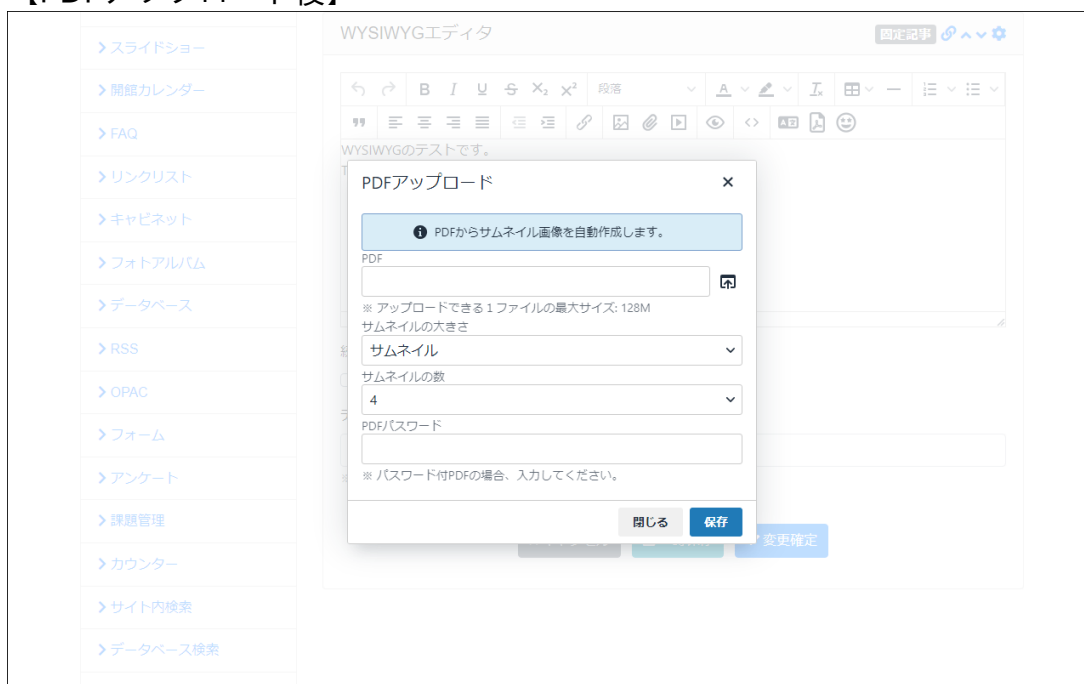 【PDFアップロード後】
スライドショー
開館カレンダー
FAQ
リンクリスト
キャビネット
フォトアルバム
データベース
RSS
OPAC
フォーム
アンケート
課題管理
カウンター
サイト内検索
データベース検索
WYSIWYGエディタ
固定記事
段落
WYSIWYGのテストです。
PDFアップロード
PDFからサムネイル画像を自動作成します。
PDF
※ アップロードできる1ファイルの最大サイズ: 128M
サムネイルの大きさ
サムネイル
サムネイルの数
4
PDFパスワード
※ パスワード付PDFの場合、入力してください。
閉じる 保存
変更確定